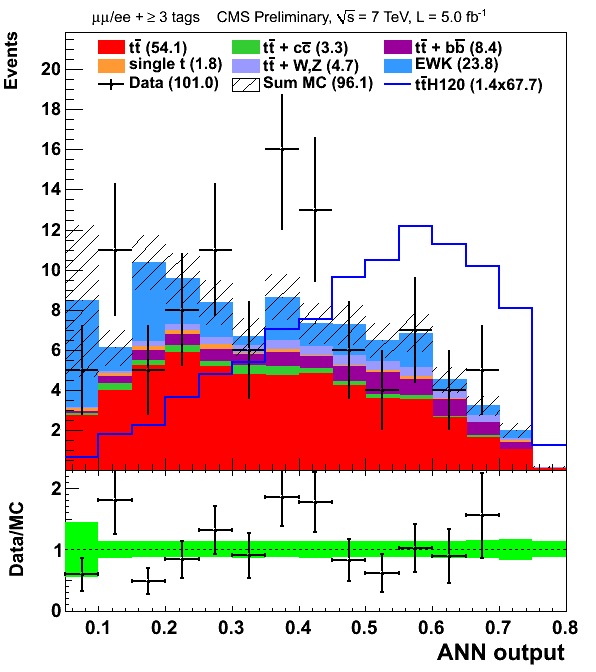 μμ/ee + ≥ 3 tags CMS Preliminary, √s = 7 TeV, L = 5.0 fb⁻¹
Events
tt̄ (54.1) tt̄ + cc̄ (3.3) tt̄ + bb̄ (8.4)
single t (1.8) tt̄ + W,Z (4.7) EWK (23.8)
Data (101.0) Sum MC (96.1) tt̄H120 (1.4x67.7)
20
18
16
14
12
10
8
6
4
2
Data/MC
2
1
0
0.1 0.2 0.3 0.4 0.5 0.6 0.7 0.8
ANN output